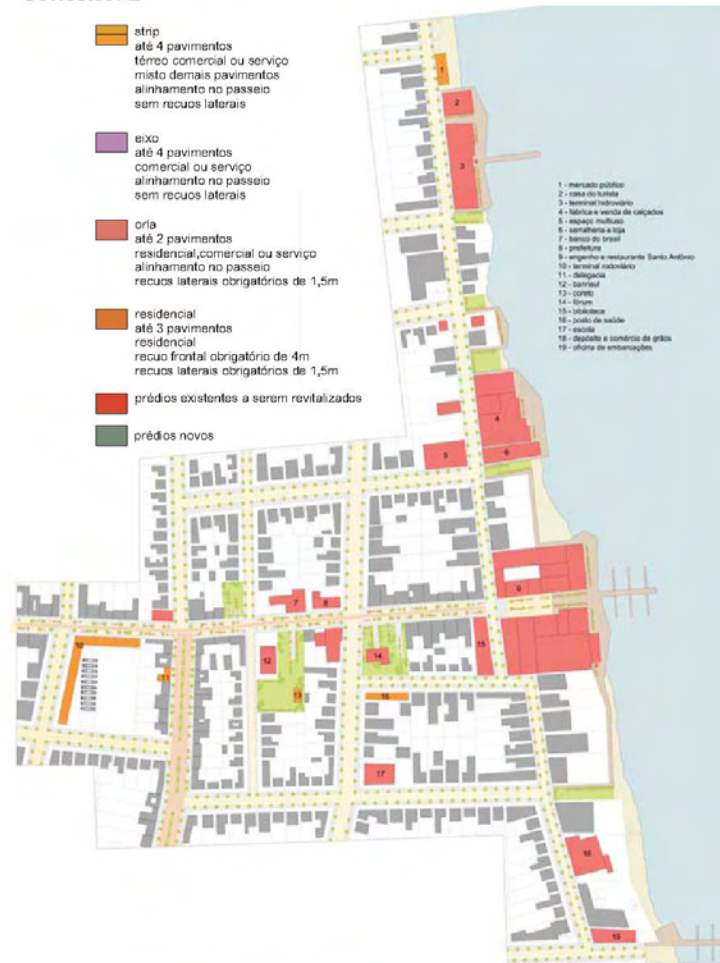 strip
até 4 pavimentos
térreo comercial ou serviço
misto demais pavimentos
alinhamento no passeio
sem recuos laterais
eixo
até 4 pavimentos
comercial ou serviço
alinhamento no passeio
sem recuos laterais
orla
até 2 pavimentos
residencial,comercial ou serviço
alinhamento no passeio
recuos laterais obrigatórios de 1,5m
residencial
até 3 pavimentos
residencial
recuo frontal obrigatório de 4m
recuos laterais obrigatórios de 1,5m
prédios existentes a serem revitalizados
prédios novos
1 - mercado público
2 - casa do turista
3 - terminal hidroviário
4 - fábrica e venda de calçados
5 - espaço multiuso
6 - serralheria e loja
7 - banco do brasil
8 - prefeitura
9 - engenho e restaurante Santo Antônio
10 - terminal rodoviário
11 - delegacia
12 - banrisul
13 - coreto
14 - fórum
15 - biblioteca
16 - posto de saúde
17 - escola
18 - depósito e comércio de grãos
19 - oficina de embarcações
1
2
3
4
5
6
7
8
9
10
11
12
13
14
15
16
17
18
19